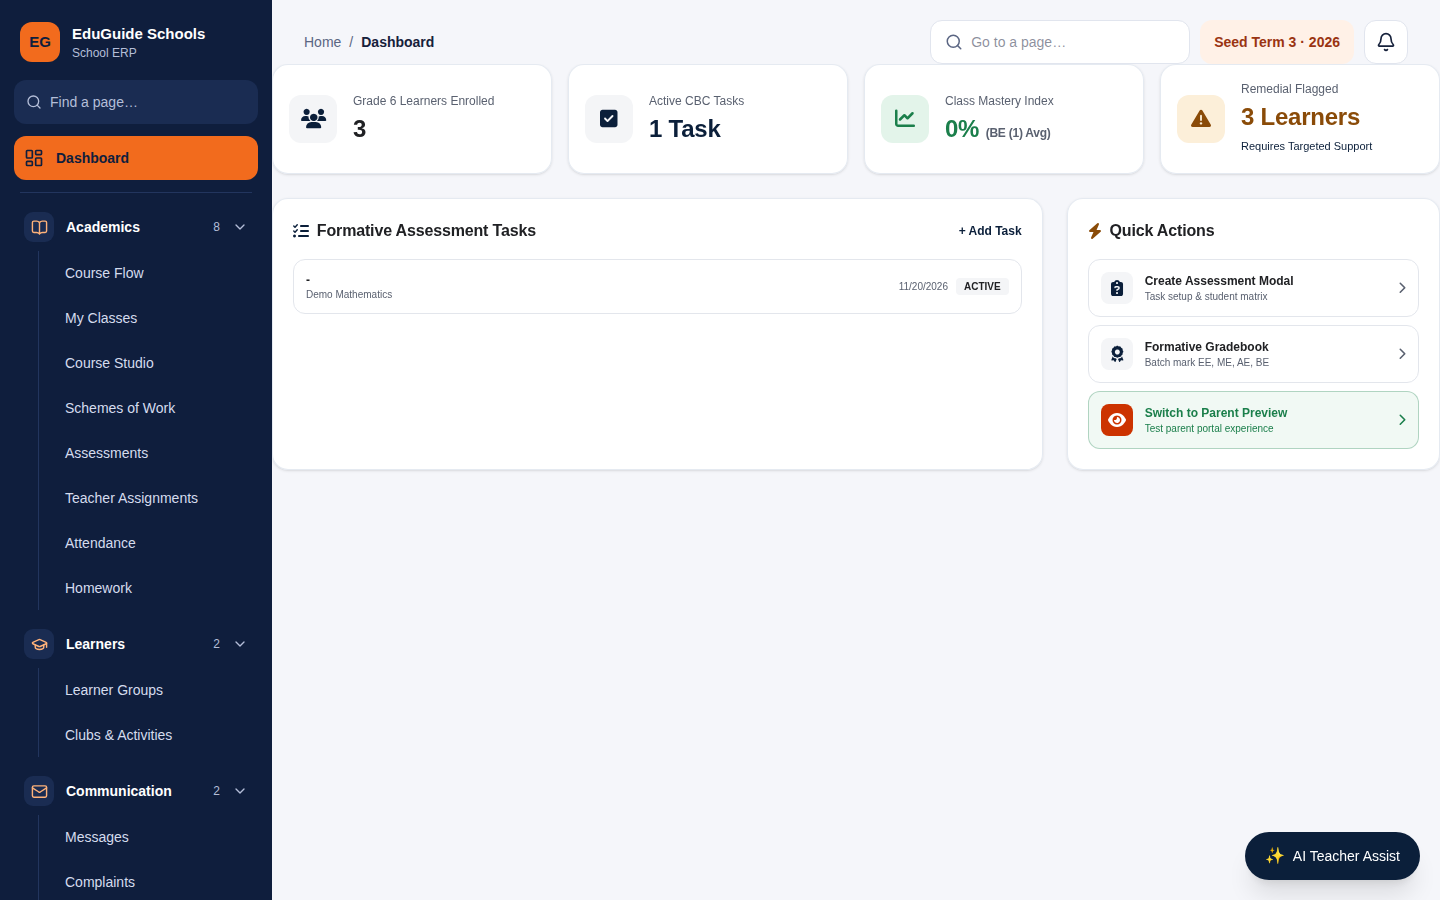 EG
EduGuide Schools
School ERP
Find a page…
Dashboard
Academics 8
Course Flow
My Classes
Course Studio
Schemes of Work
Assessments
Teacher Assignments
Attendance
Homework
Learners 2
Learner Groups
Clubs & Activities
Communication 2
Messages
Complaints
Home / Dashboard
Go to a page…
Seed Term 3 · 2026
Grade 6 Learners Enrolled
3
Active CBC Tasks
1 Task
Class Mastery Index
0% (BE (1) Avg)
Remedial Flagged
3 Learners
Requires Targeted Support
Formative Assessment Tasks
+ Add Task
-
Demo Mathematics
11/20/2026 ACTIVE
Quick Actions
Create Assessment Modal
Task setup & student matrix
Formative Gradebook
Batch mark EE, ME, AE, BE
Switch to Parent Preview
Test parent portal experience
✨ AI Teacher Assist